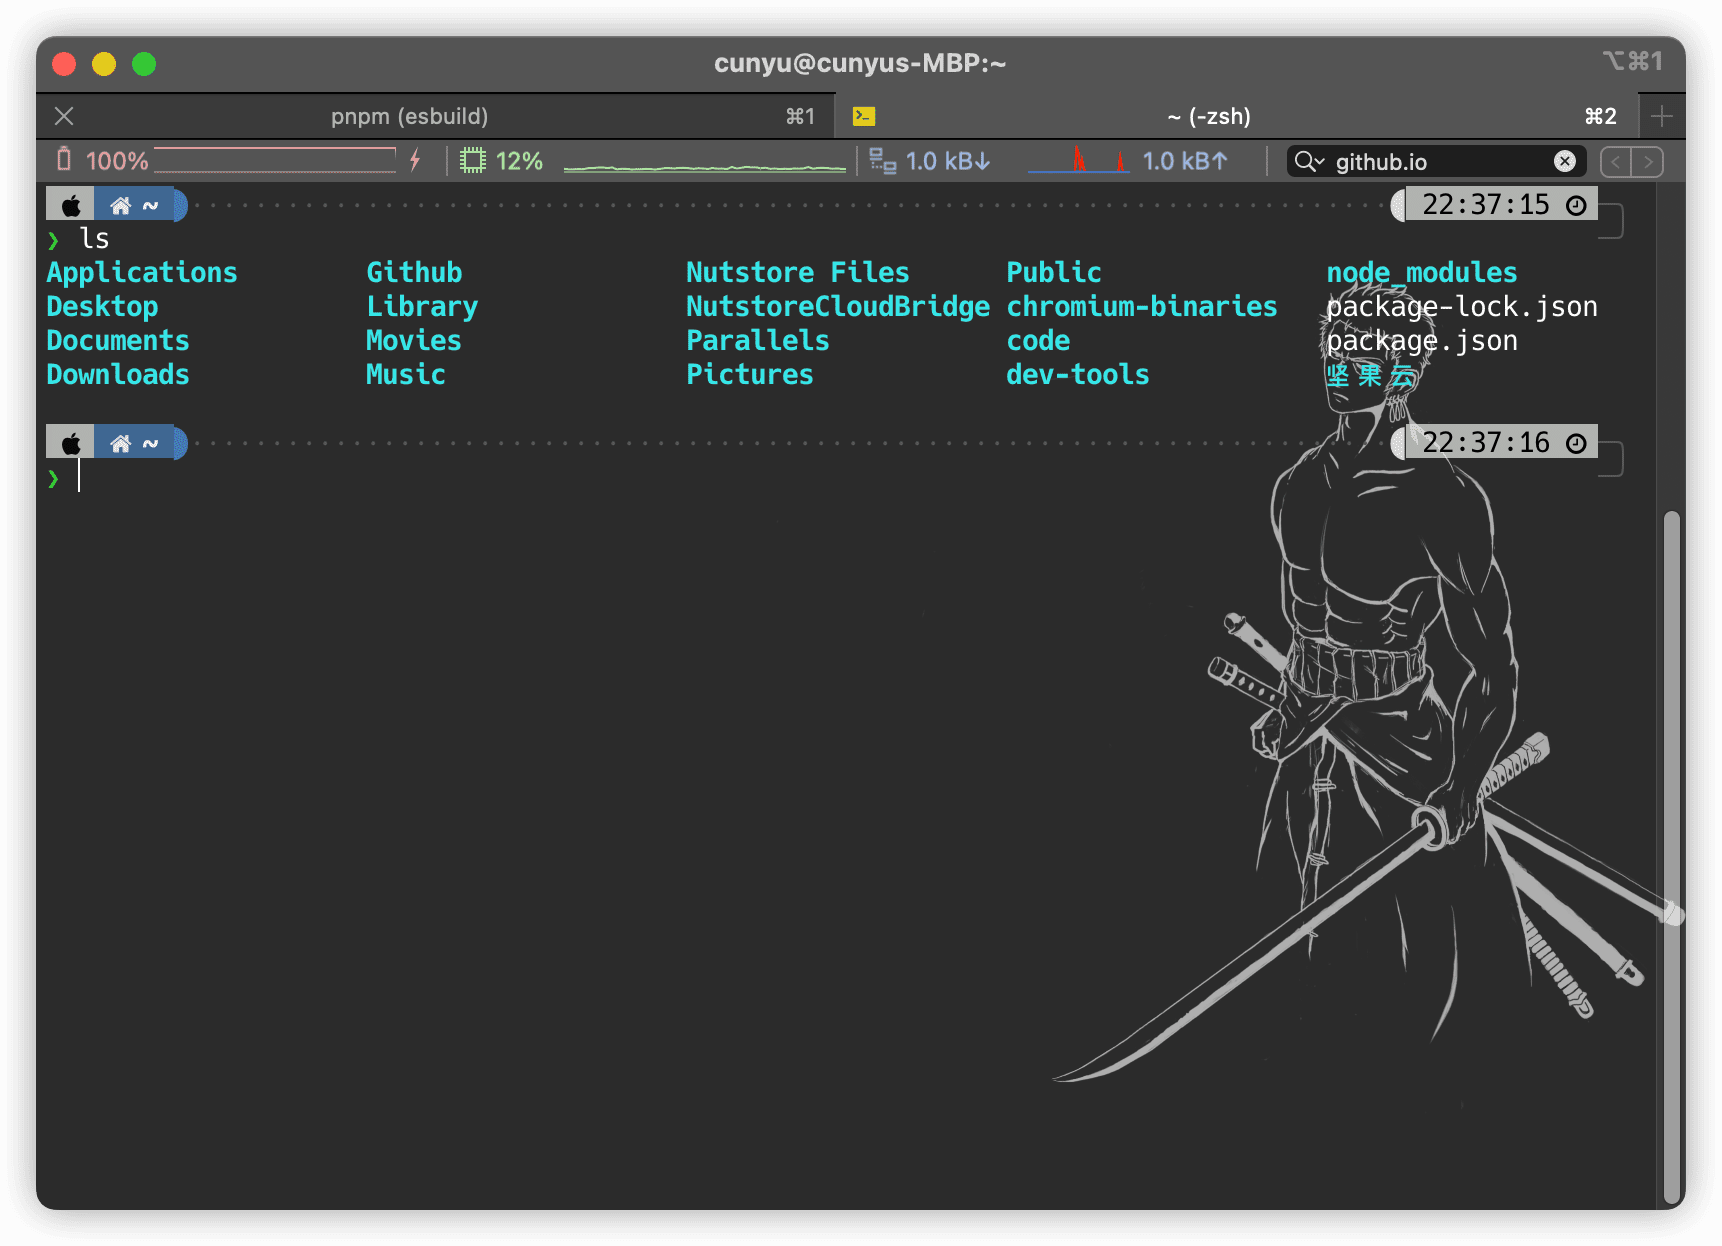 cunyu@cunyus-MBP:~ ⌥⌘1
pnpm (esbuild) ⌘1 ~ (-zsh) ⌘2
100% 12% 1.0 kB↓ 1.0 kB↑ github.io
~ 22:37:15
❯ ls
Applications Github Nutstore Files Public node_modules
Desktop Library NutstoreCloudBridge chromium-binaries package-lock.json
Documents Movies Parallels code package.json
Downloads Music Pictures dev-tools 坚果云
~ 22:37:16
❯